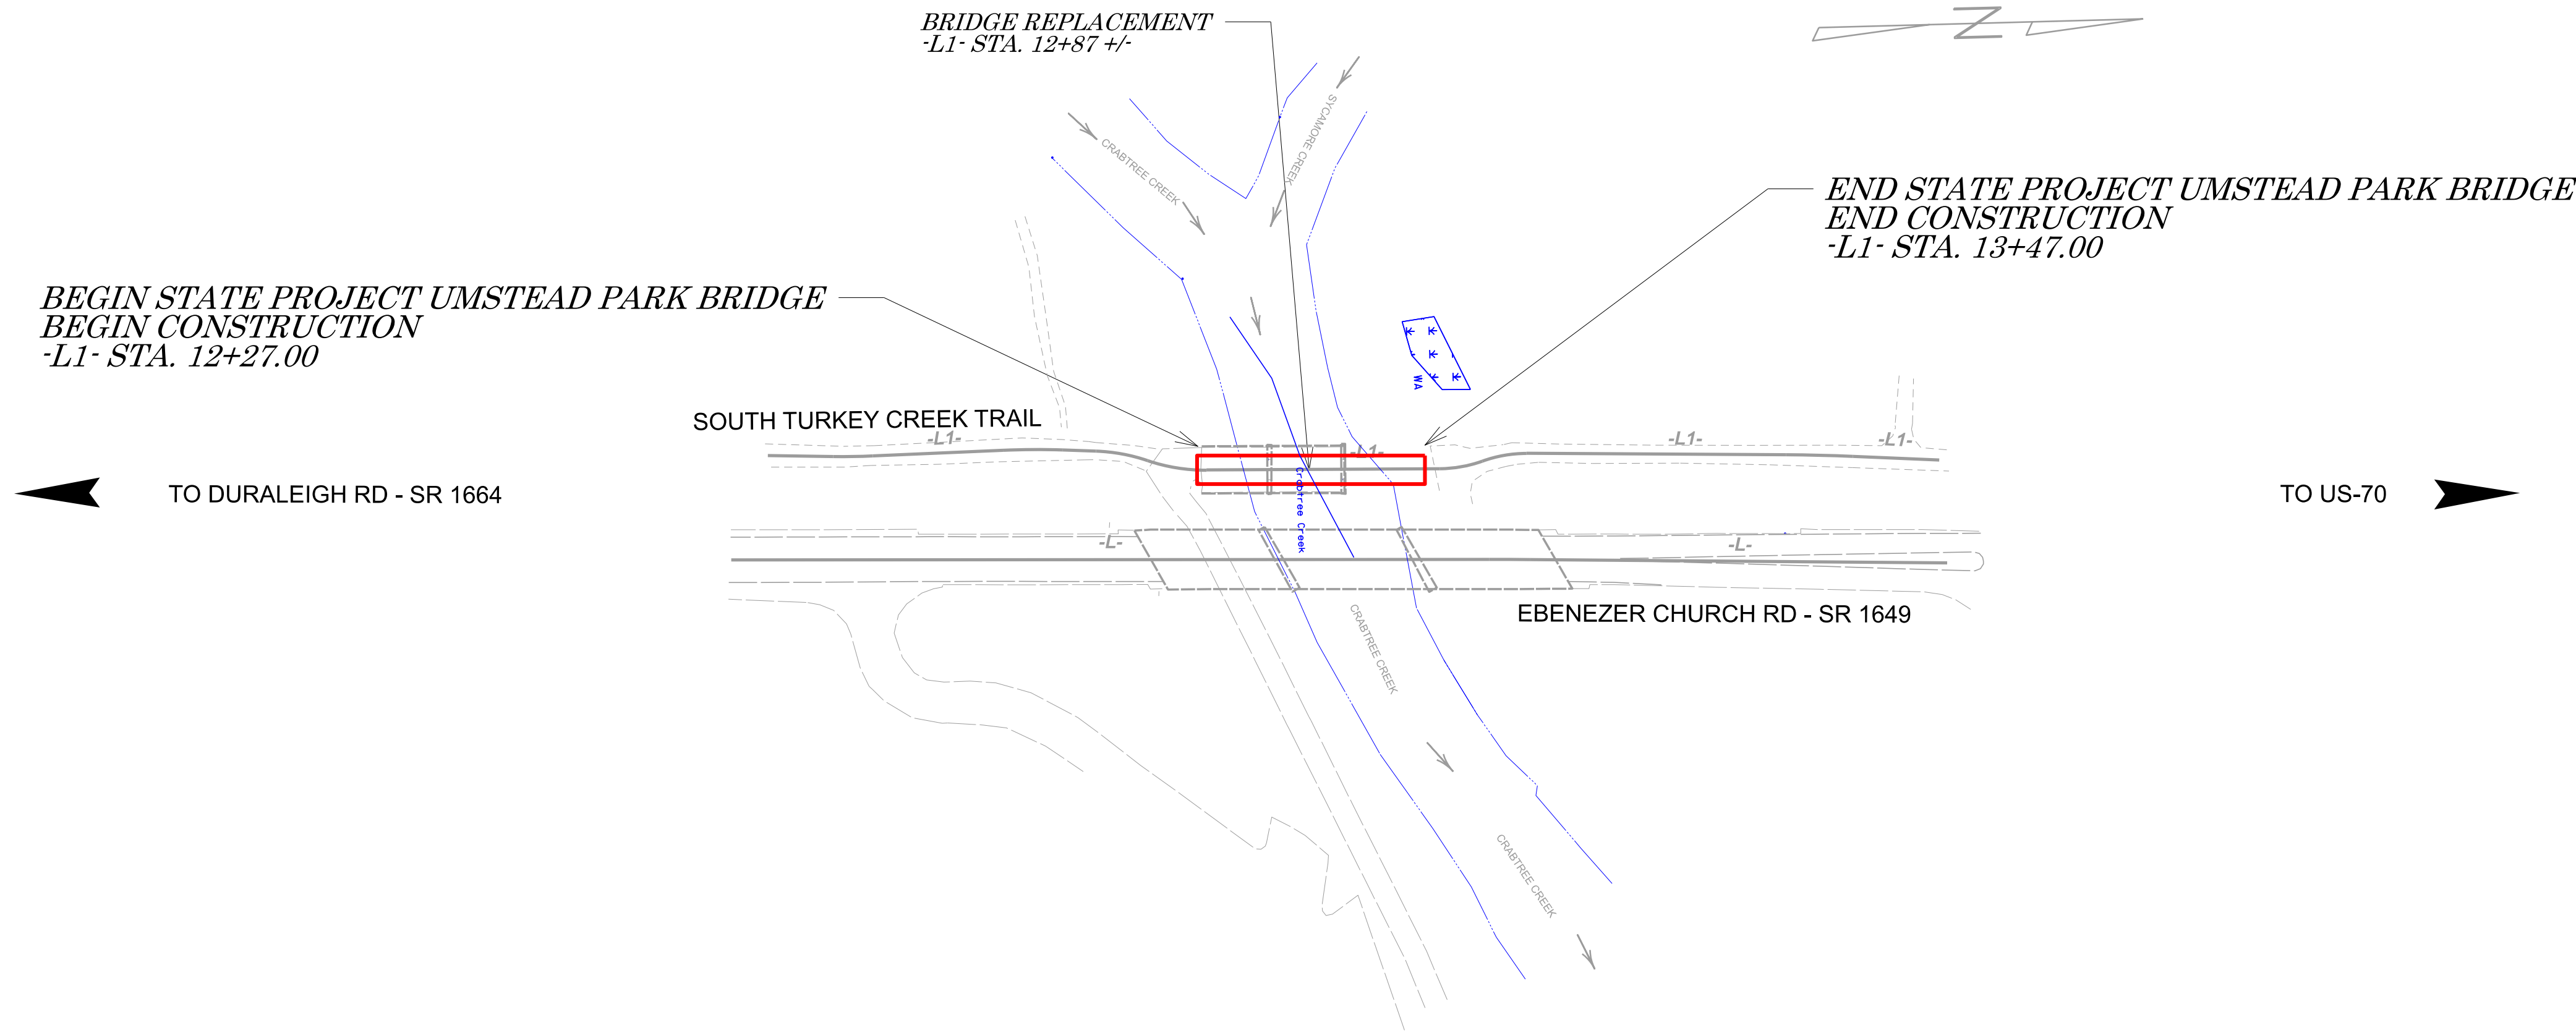 BRIDGE REPLACEMENT
-L1- STA. 12+87 +/-
N
CRABTREE CREEK
SYCAMORE CREEK
END STATE PROJECT UMSTEAD PARK BRIDGE
END CONSTRUCTION
-L1- STA. 13+47.00
BEGIN STATE PROJECT UMSTEAD PARK BRIDGE
BEGIN CONSTRUCTION
-L1- STA. 12+27.00
WA
SOUTH TURKEY CREEK TRAIL
-L1-
-L1-
-L1-
-L1-
TO DURALEIGH RD - SR 1664
Crabtree Creek
TO US-70
-L-
-L-
EBENEZER CHURCH RD - SR 1649
CRABTREE CREEK
CRABTREE CREEK